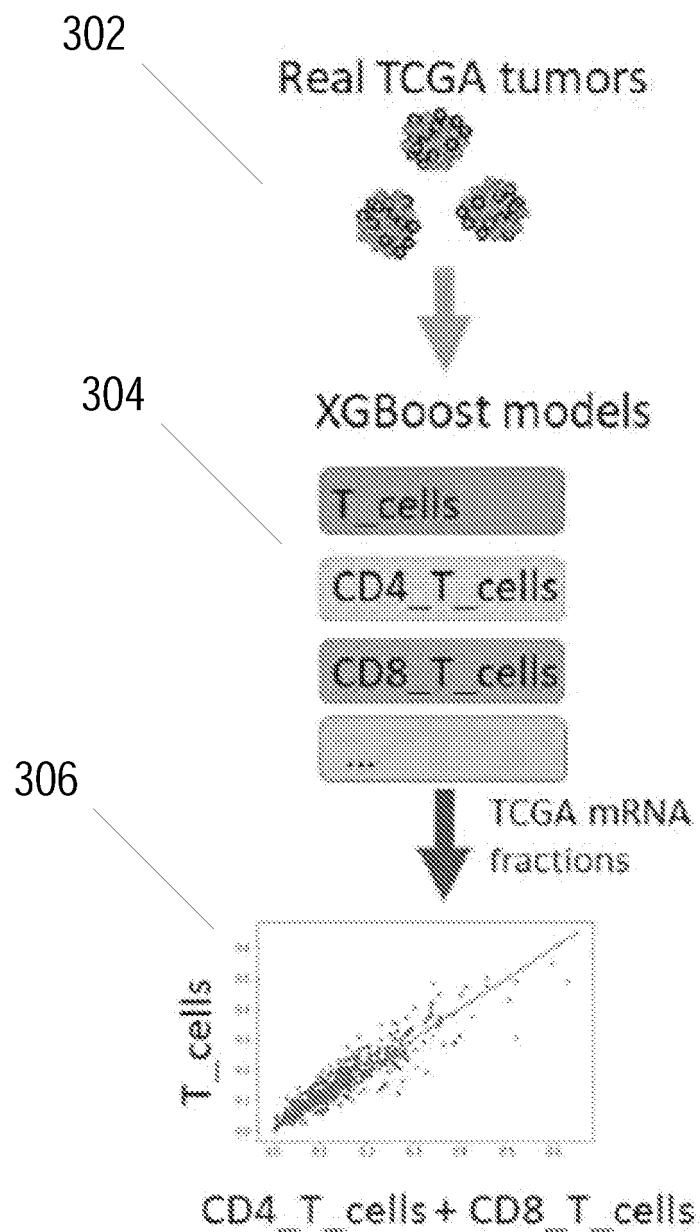 302
Real TCGA tumors
304
XGBoost models
T_cells
CD4_T_cells
CD8_T_cells
...
306
TCGA mRNA
fractions
T_cells
CD4_T_cells + CD8_T_cells